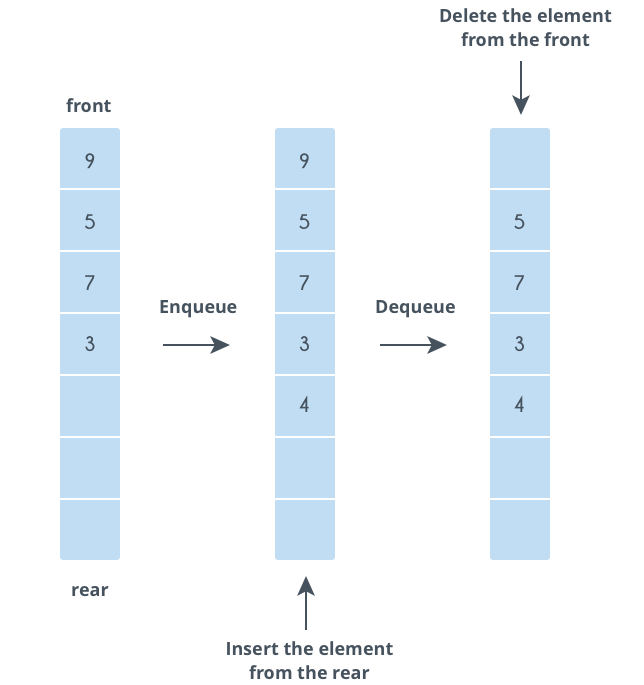 Delete the element
from the front
front
9
5
7
3
rear
Enqueue
9
5
7
3
4
Insert the element
from the rear
Dequeue
5
7
3
4